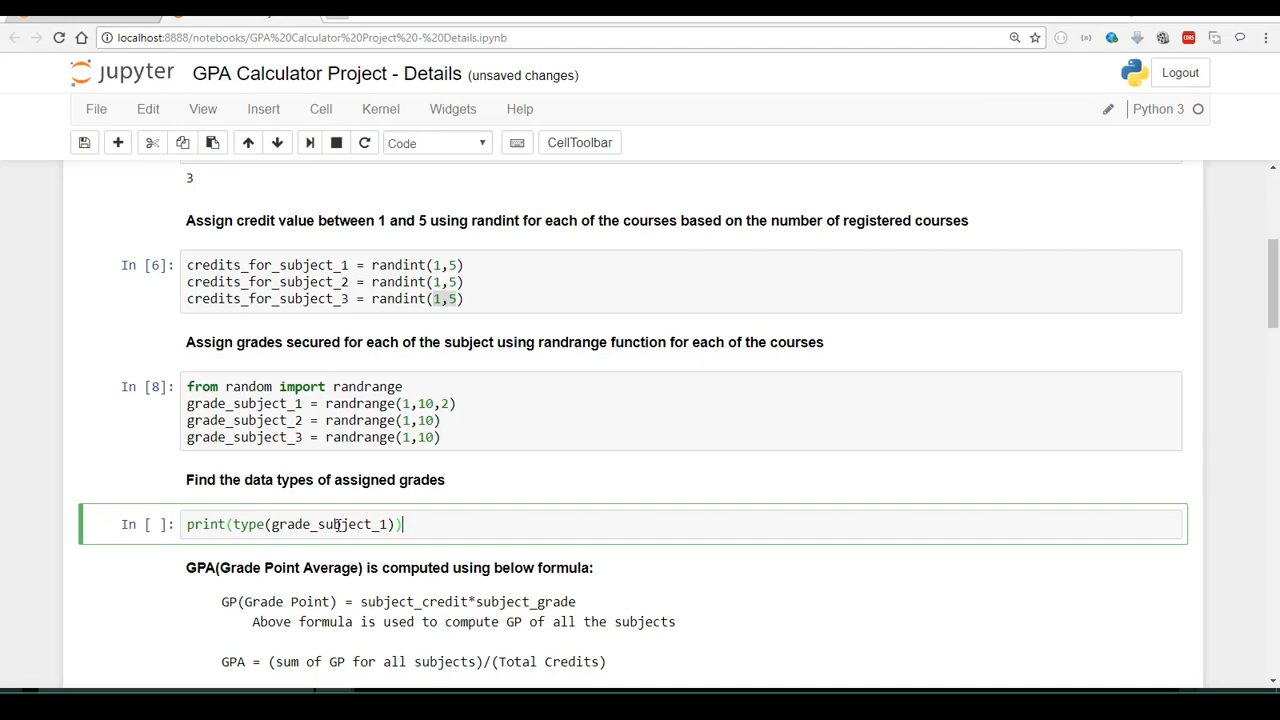 localhost:8888/notebooks/GPA%20Calculator%20Project%20-%20Details.ipynb
jupyter GPA Calculator Project - Details (unsaved changes) Logout
File Edit View Insert Cell Kernel Widgets Help Python 3
Code CellToolbar
3
Assign credit value between 1 and 5 using randint for each of the courses based on the number of registered courses
In [6]: credits_for_subject_1 = randint(1,5)
credits_for_subject_2 = randint(1,5)
credits_for_subject_3 = randint(1,5)
Assign grades secured for each of the subject using randrange function for each of the courses
In [8]: from random import randrange
grade_subject_1 = randrange(1,10,2)
grade_subject_2 = randrange(1,10)
grade_subject_3 = randrange(1,10)
Find the data types of assigned grades
In [ ]: print(type(grade_subject_1))
GPA(Grade Point Average) is computed using below formula:
GP(Grade Point) = subject_credit*subject_grade
Above formula is used to compute GP of all the subjects
GPA = (sum of GP for all subjects)/(Total Credits)